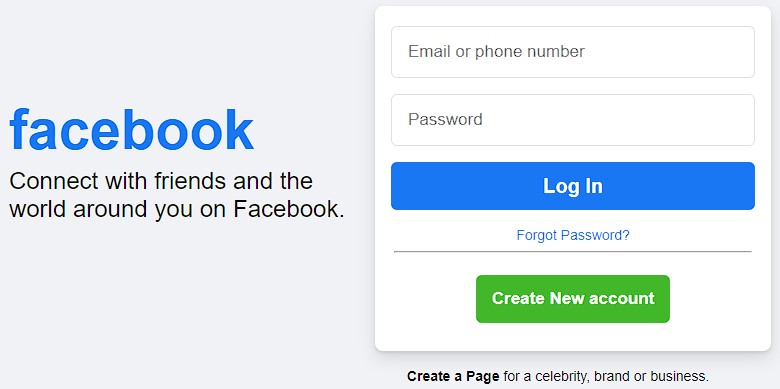 facebook
Connect with friends and the
world around you on Facebook.
Email or phone number
Password
Log In
Forgot Password?
Create New account
Create a Page for a celebrity, brand or business.